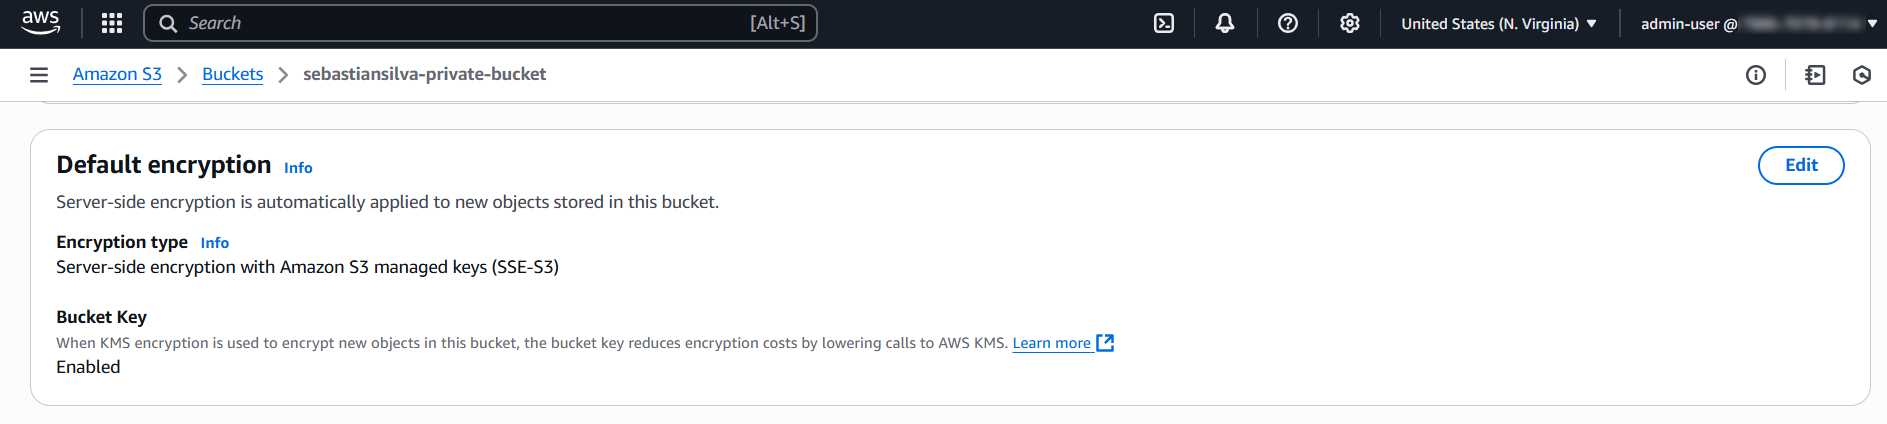 aws
Search [Alt+S] United States (N. Virginia) admin-user @
Amazon S3 Buckets sebastiansilva-private-bucket
Default encryption Info Edit
Server-side encryption is automatically applied to new objects stored in this bucket.
Encryption type Info
Server-side encryption with Amazon S3 managed keys (SSE-S3)
Bucket Key
When KMS encryption is used to encrypt new objects in this bucket, the bucket key reduces encryption costs by lowering calls to AWS KMS. Learn more
Enabled